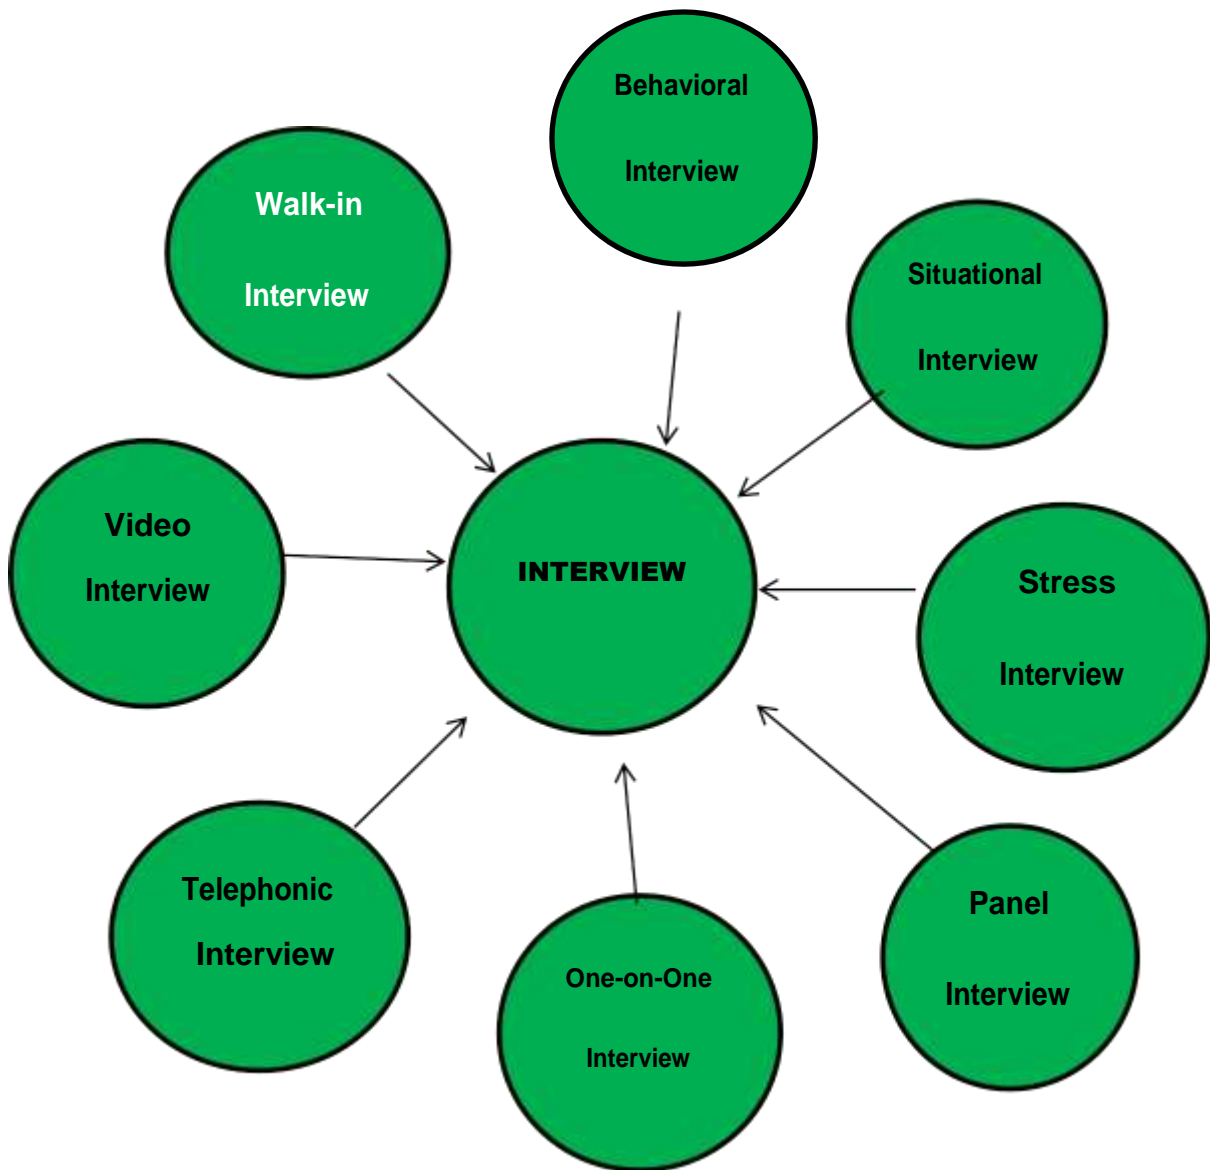 Behavioral
Interview
Walk-in
Interview
Situational
Interview
Video
Interview
INTERVIEW
Stress
Interview
Telephonic
Interview
One-on-One
Interview
Panel
Interview